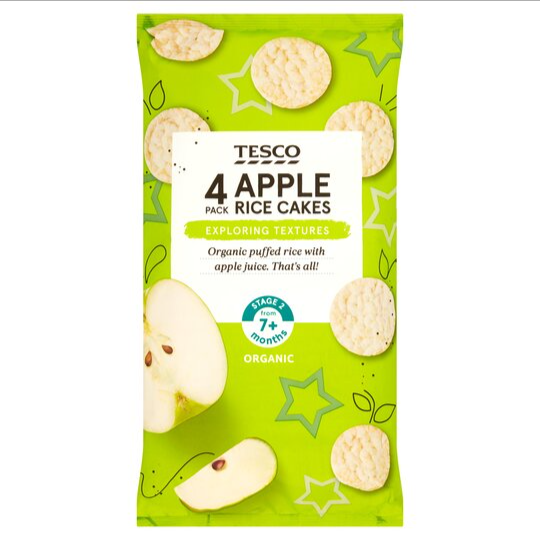 TESCO
4 APPLE
PACK RICE CAKES
EXPLORING TEXTURES
Organic puffed rice with
apple juice. That's all!
STAGE 2
from
7+
months
ORGANIC